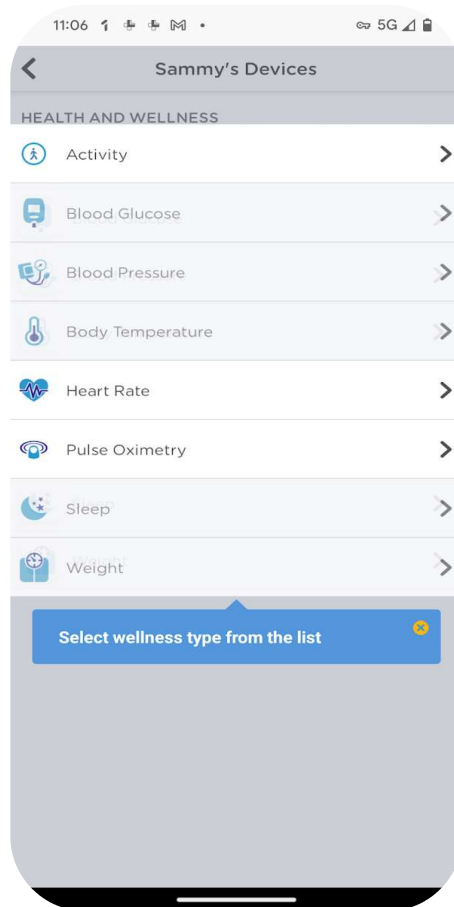 11:06
5G
Sammy's Devices
HEALTH AND WELLNESS
Activity
Blood Glucose
Blood Pressure
Body Temperature
Heart Rate
Pulse Oximetry
Sleep
Weight
Select wellness type from the list